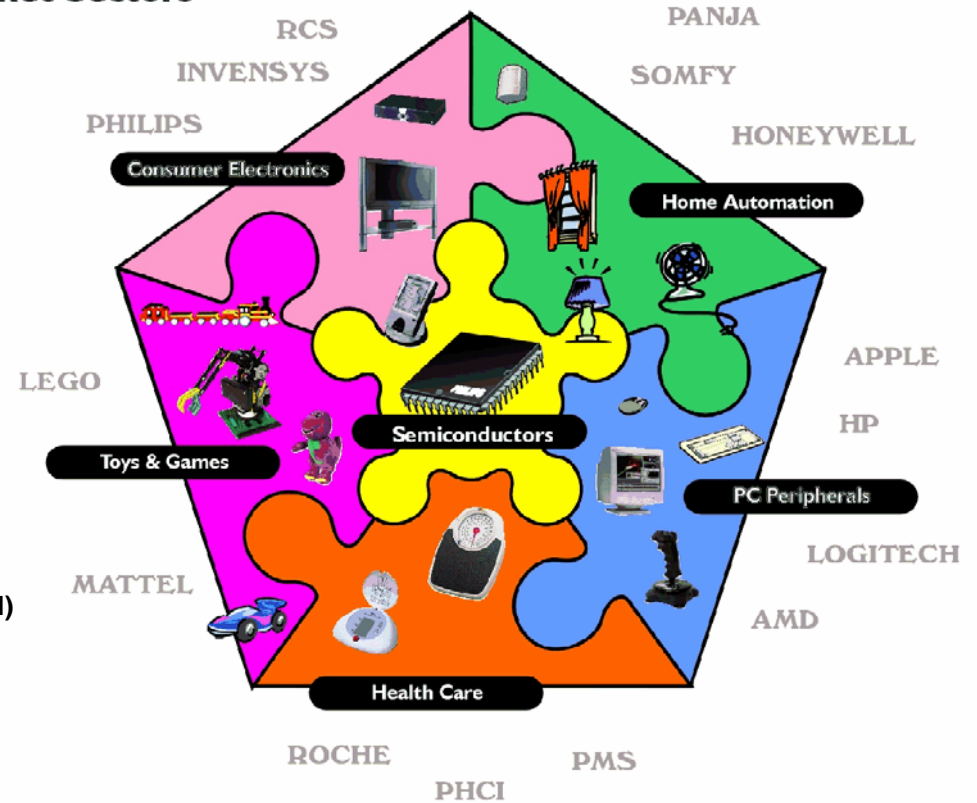 RCS
PANJA
INVENSYS
SOMFY
PHILIPS
HONEYWELL
Consumer Electronics
Home Automation
APPLE
LEGO
HP
Semiconductors
Toys & Games
PC Peripherals
LOGITECH
MATTEL
AMD
Health Care
ROCHE
PMS
PHCI